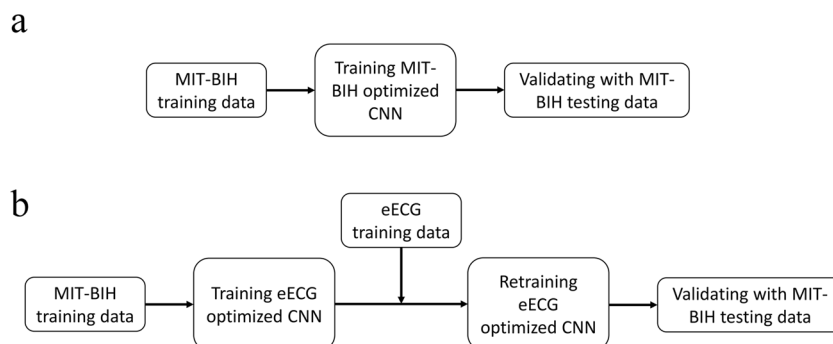 a
MIT-BIH
training data
Training MIT-
BIH optimized
CNN
Validating with MIT-
BIH testing data
b
eECG
training data
MIT-BIH
training data
Training eECG
optimized CNN
Retraining
eECG
optimized CNN
Validating with MIT-
BIH testing data